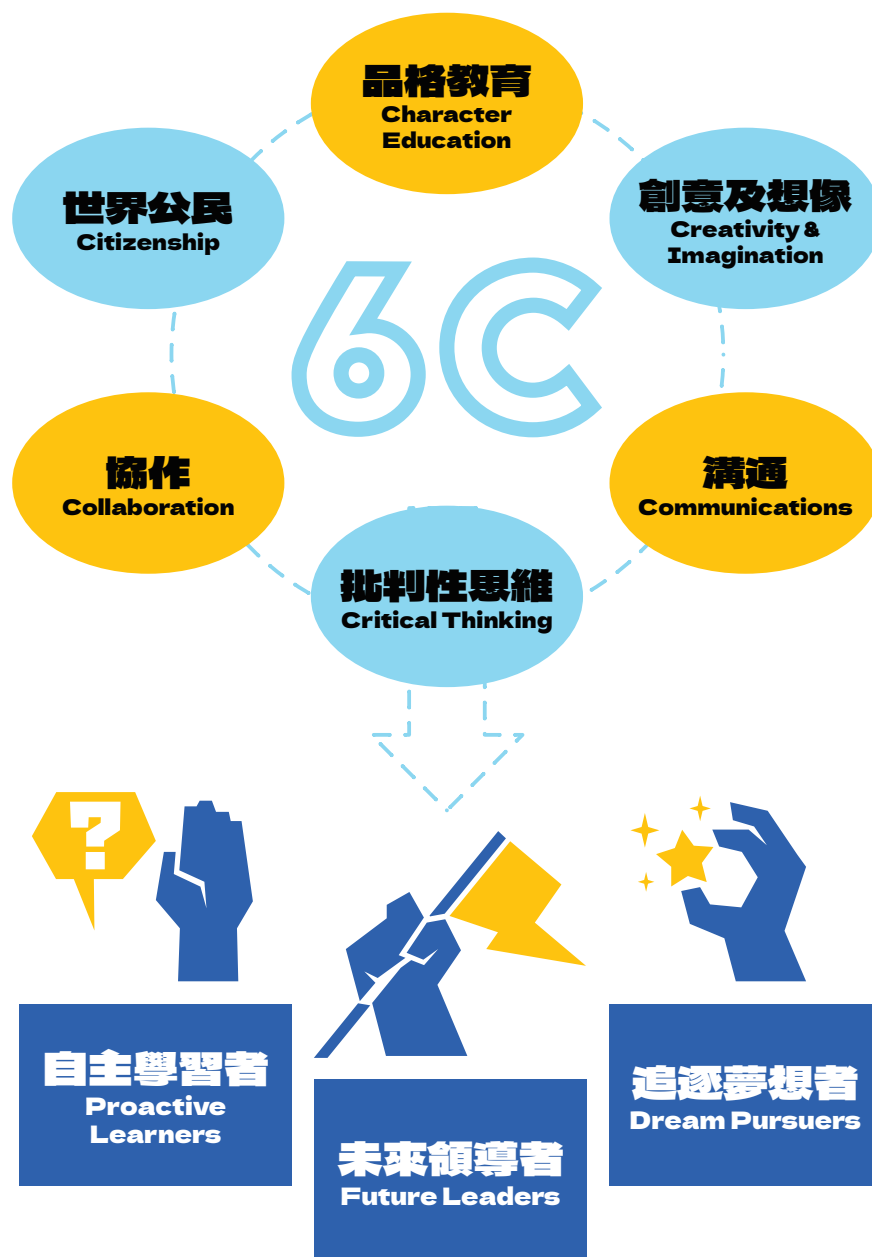 品格教育
Character
Education
世界公民
Citizenship
創意及想像
Creativity &
Imagination
6C
協作
Collaboration
溝通
Communications
批判性思維
Critical Thinking
?
自主學習者
Proactive
Learners
未來領導者
Future Leaders
追逐夢想者
Dream Pursuers